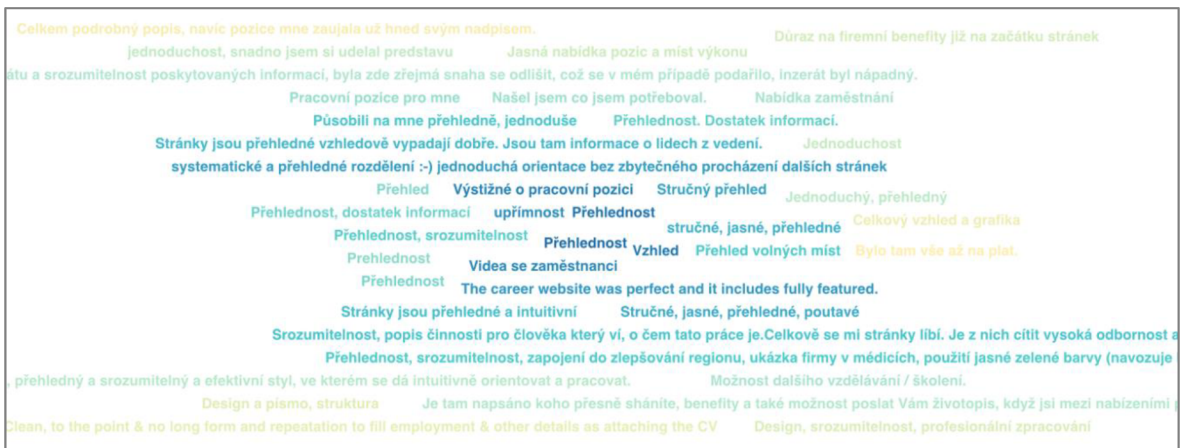 Celkem podrobný popis, navíc pozice mne zaujala už hned svým nadpisem.
Důraz na firemní benefity již na začátku stránek
jednoduchost, snadno jsem si udelal predstavu Jasná nabídka pozic a míst výkonu
átu a srozumitelnost poskytovaných informací, byla zde zřejmá snaha se odlišit, což se v mém případě podařilo, inzerát byl nápadný.
Pracovní pozice pro mne Našel jsem co jsem potřeboval. Nabídka zaměstnání
Působili na mne přehledně, jednoduše Přehlednost. Dostatek informací.
Stránky jsou přehledné vzhledově vypadají dobře. Jsou tam informace o lidech z vedení. Jednoduchost
systematické a přehledné rozdělení :-) jednoduchá orientace bez zbytečného procházení dalších stránek
Přehled Výstižné o pracovní pozici Stručný přehled Jednoduchý, přehledný
Přehlednost, dostatek informací upřímnost Přehlednost
stručné, jasné, přehledné Celkový vzhled a grafika
Přehlednost, srozumitelnost Přehlednost Vzhled Přehled volných míst Bylo tam vše až na plat.
Prehlednost Videa se zaměstnanci
Přehlednost The career website was perfect and it includes fully featured.
Stránky jsou přehledné a intuitivní Stručné, jasné, přehledné, poutavé
Srozumitelnost, popis činnosti pro člověka který ví, o čem tato práce je.Celkově se mi stránky líbí. Je z nich cítit vysoká odbornost a
Přehlednost, srozumitelnost, zapojení do zlepšování regionu, ukázka firmy v médicích, použití jasné zelené barvy (navozuje
, přehledný a srozumitelný a efektivní styl, ve kterém se dá intuitivně orientovat a pracovat. Možnost dalšího vzdělávání / školení.
Design a písmo, struktura Je tam napsáno koho přesně sháníte, benefity a také možnost poslat Vám životopis, když jsi mezi nabízeními
Clean, to the point & no long form and repeatation to fill employment & other details as attaching the CV Design, srozumitelnost, profesionální zpracování